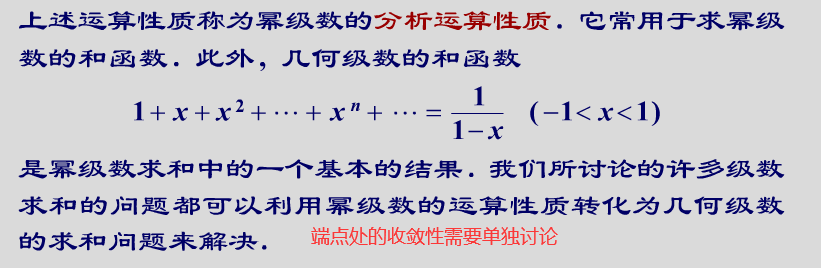 上述运算性质称为幂级数的分析运算性质．它常用于求幂级
数的和函数．此外，几何级数的和函数
1 + x + x² + ⋯ + xⁿ + ⋯ = 1/(1−x) (−1< x<1)
是幂级数求和中的一个基本的结果．我们所讨论的许多级数
求和的问题都可以利用幂级数的运算性质转化为几何级数
的求和问题来解决． 端点处的收敛性需要单独讨论